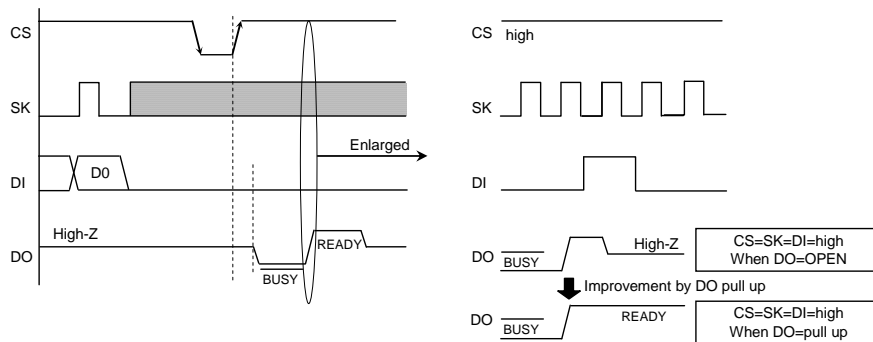 CS
SK
D0
DI
Enlarged
High-Z
DO
BUSY
READY
CS
high
SK
DI
DO
BUSY
High-Z
CS=SK=DI=high
When DO=OPEN
Improvement by DO pull up
DO
BUSY
READY
CS=SK=DI=high
When DO=pull up